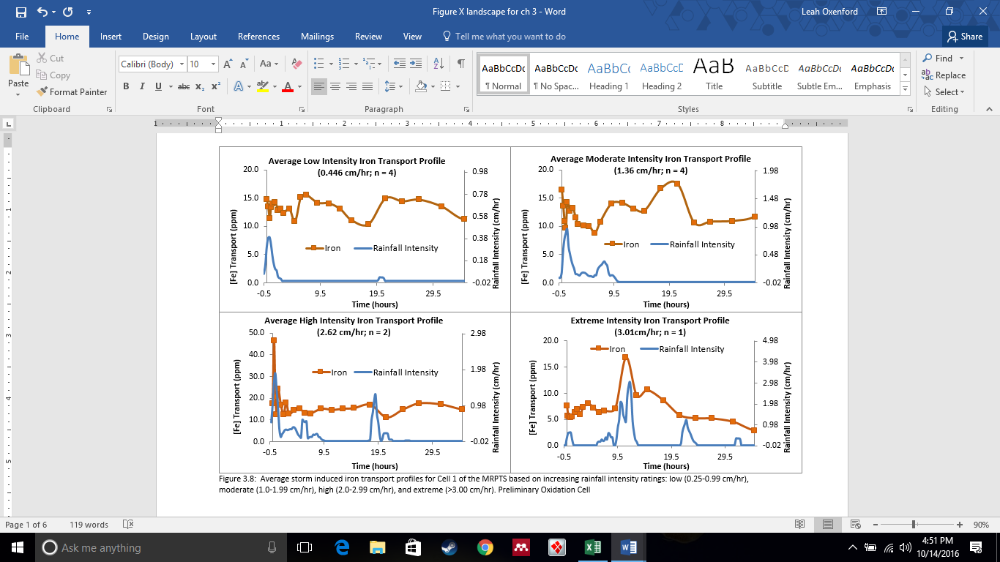 Figure X landscape for ch 3 - Word
Leah Oxenford
File Home Insert Design Layout References Mailings Review View Tell me what you want to do Share
Paste
Cut
Copy
Format Painter
Clipboard
Calibri (Body) 10
B I U abc x₂ x²
Font
Paragraph
AaBbCcDc AaBbCcDc AaBbCc AaBbCcD AaB AaBbCcD AaBbCcDc AaBbCcDc
¶ Normal ¶ No Spac... Heading 1 Heading 2 Title Subtitle Subtle Em... Emphasis
Styles
Find
Replace
Select
Editing
1 1 2 3 4 5 6 7 8
1
2
3
4
5
Average Low Intensity Iron Transport Profile
(0.446 cm/hr; n = 4)
[Fe] Transport (ppm)
20.0
15.0
10.0
5.0
0.0
Iron Rainfall Intensity
0.98
0.78
0.58
0.38
0.18
-0.02
Rainfall Intensity (cm/hr)
-0.5 9.5 19.5 29.5
Time (hours)
Average Moderate Intensity Iron Transport Profile
(1.36 cm/hr; n = 4)
[Fe] Transport (ppm)
20.0
15.0
10.0
5.0
0.0
Iron Rainfall Intensity
1.98
1.48
0.98
0.48
-0.02
Rainfall Intensity (cm/hr)
-0.5 9.5 19.5 29.5
Time (hours)
Average High Intensity Iron Transport Profile
(2.62 cm/hr; n = 2)
[Fe] Transport (ppm)
50.0
40.0
30.0
20.0
10.0
0.0
Iron Rainfall Intensity
2.98
1.98
0.98
-0.02
Rainfall Intensity (cm/hr)
-0.5 9.5 19.5 29.5
Time (hours)
Extreme Intensity Iron Transport Profile
(3.01cm/hr; n = 1)
[Fe] Transport (ppm)
20.0
15.0
10.0
5.0
0.0
Iron Rainfall Intensity
4.98
3.98
2.98
1.98
0.98
-0.02
Rainfall Intensity (cm/hr)
-0.5 9.5 19.5 29.5
Time (hours)
Figure 3.8: Average storm induced iron transport profiles for Cell 1 of the MRPTS based on increasing rainfall intensity ratings: low (0.25-0.99 cm/hr),
moderate (1.0-1.99 cm/hr), high (2.0-2.99 cm/hr), and extreme (>3.00 cm/hr). Preliminary Oxidation Cell
Page 1 of 6 119 words 90%
Ask me anything
4:51 PM
10/14/2016